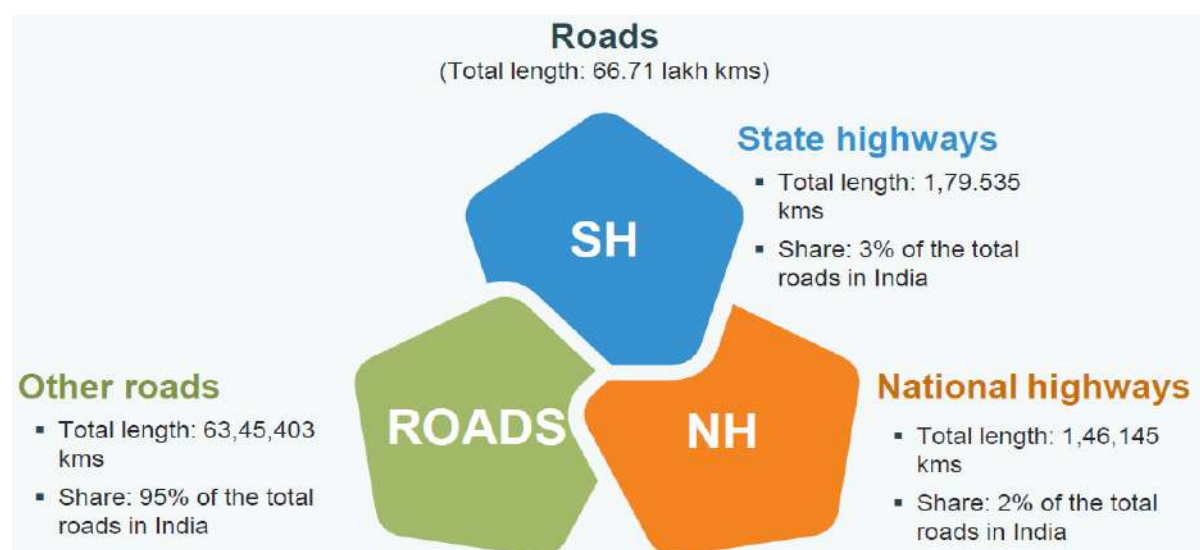 Roads
(Total length: 66.71 lakh kms)
State highways
▪ Total length: 1,79.535
kms
▪ Share: 3% of the total
roads in India
SH
Other roads
▪ Total length: 63,45,403
kms
▪ Share: 95% of the total
roads in India
ROADS
NH
National highways
▪ Total length: 1,46,145
kms
▪ Share: 2% of the total
roads in India